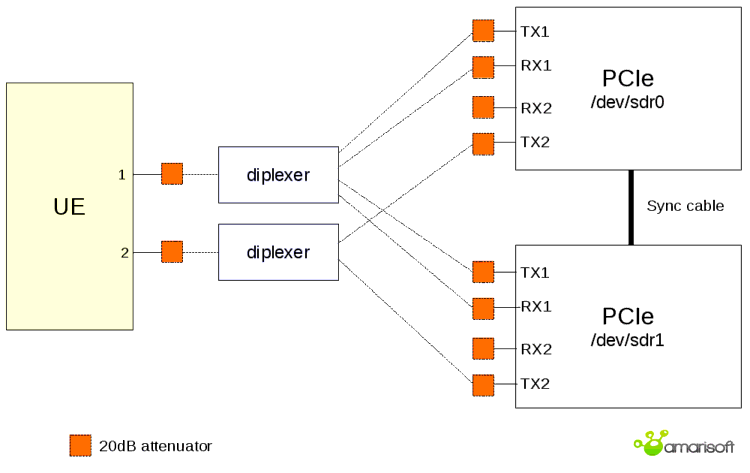 TX1
RX1
PCIe
/dev/sdr0
RX2
TX2
1
diplexer
UE
Sync cable
2
diplexer
TX1
RX1
PCIe
/dev/sdr1
RX2
TX2
20dB attenuator
amarisoft